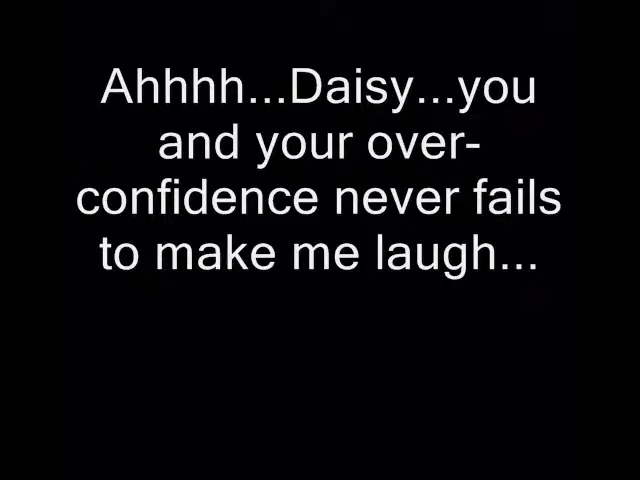 Ahhhh...Daisy...you
and your over-
confidence never fails
to make me laugh...